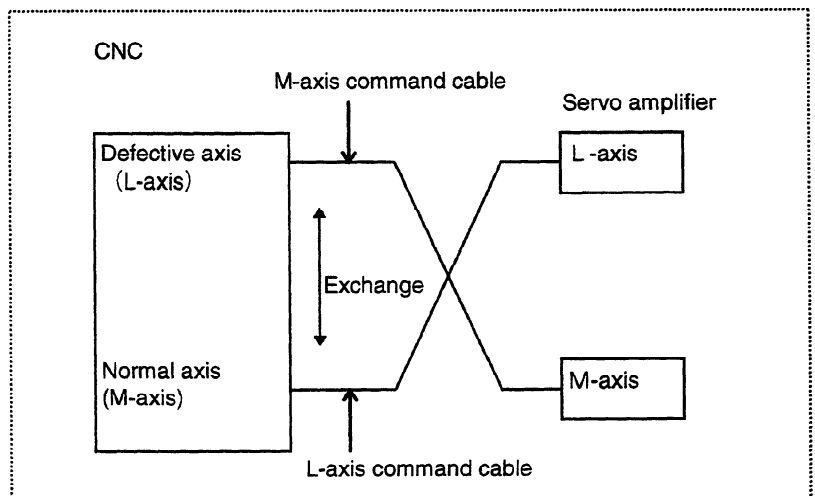 CNC
M-axis command cable
Servo amplifier
Defective axis
(L-axis)
L -axis
Exchange
Normal axis
(M-axis)
M-axis
L-axis command cable